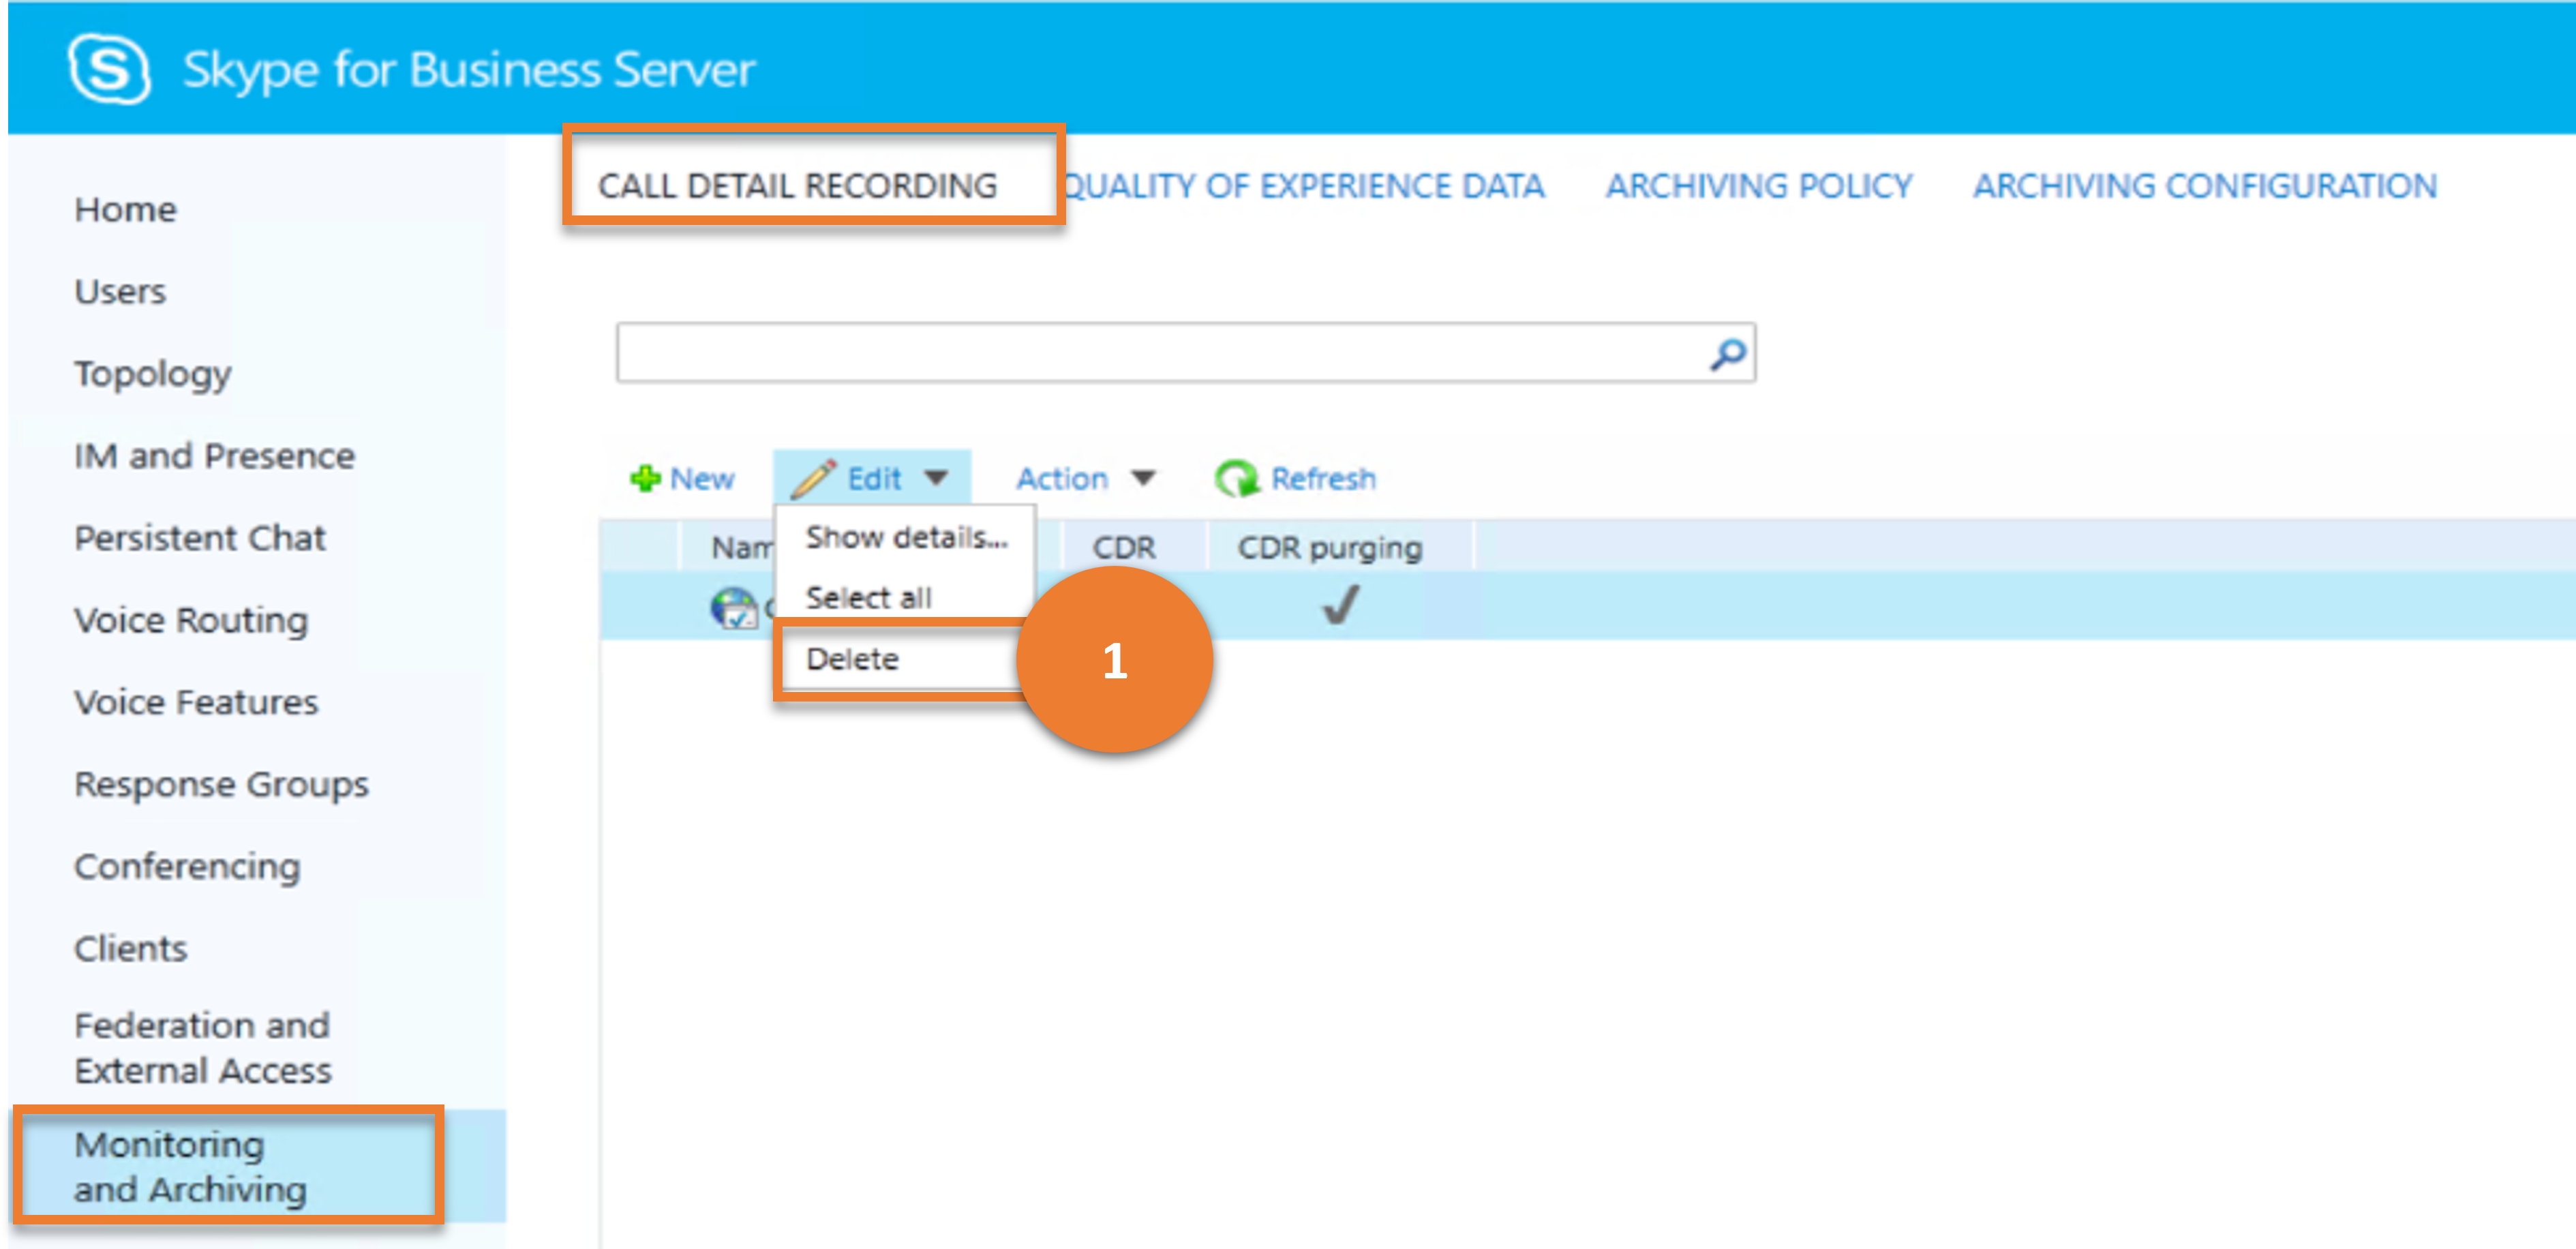 Skype for Business Server
CALL DETAIL RECORDING QUALITY OF EXPERIENCE DATA ARCHIVING POLICY ARCHIVING CONFIGURATION
Home
Users
Topology
IM and Presence
Persistent Chat
Voice Routing
Voice Features
Response Groups
Conferencing
Clients
Federation and
External Access
Monitoring
and Archiving
New Edit Action Refresh
Nam CDR CDR purging
Show details...
Select all
Delete
1